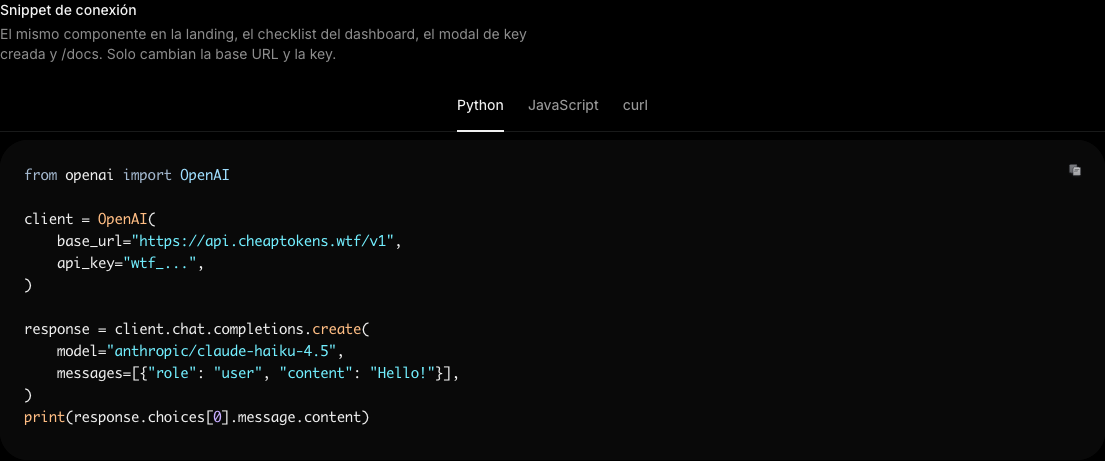 Snippet de conexión
El mismo componente en la landing, el checklist del dashboard, el modal de key
creada y /docs. Solo cambian la base URL y la key.
Python JavaScript curl
from openai import OpenAI

client = OpenAI(
    base_url="https://api.cheaptokens.wtf/v1",
    api_key="wtf_...",
)

response = client.chat.completions.create(
    model="anthropic/claude-haiku-4.5",
    messages=[{"role": "user", "content": "Hello!"}],
)
print(response.choices[0].message.content)